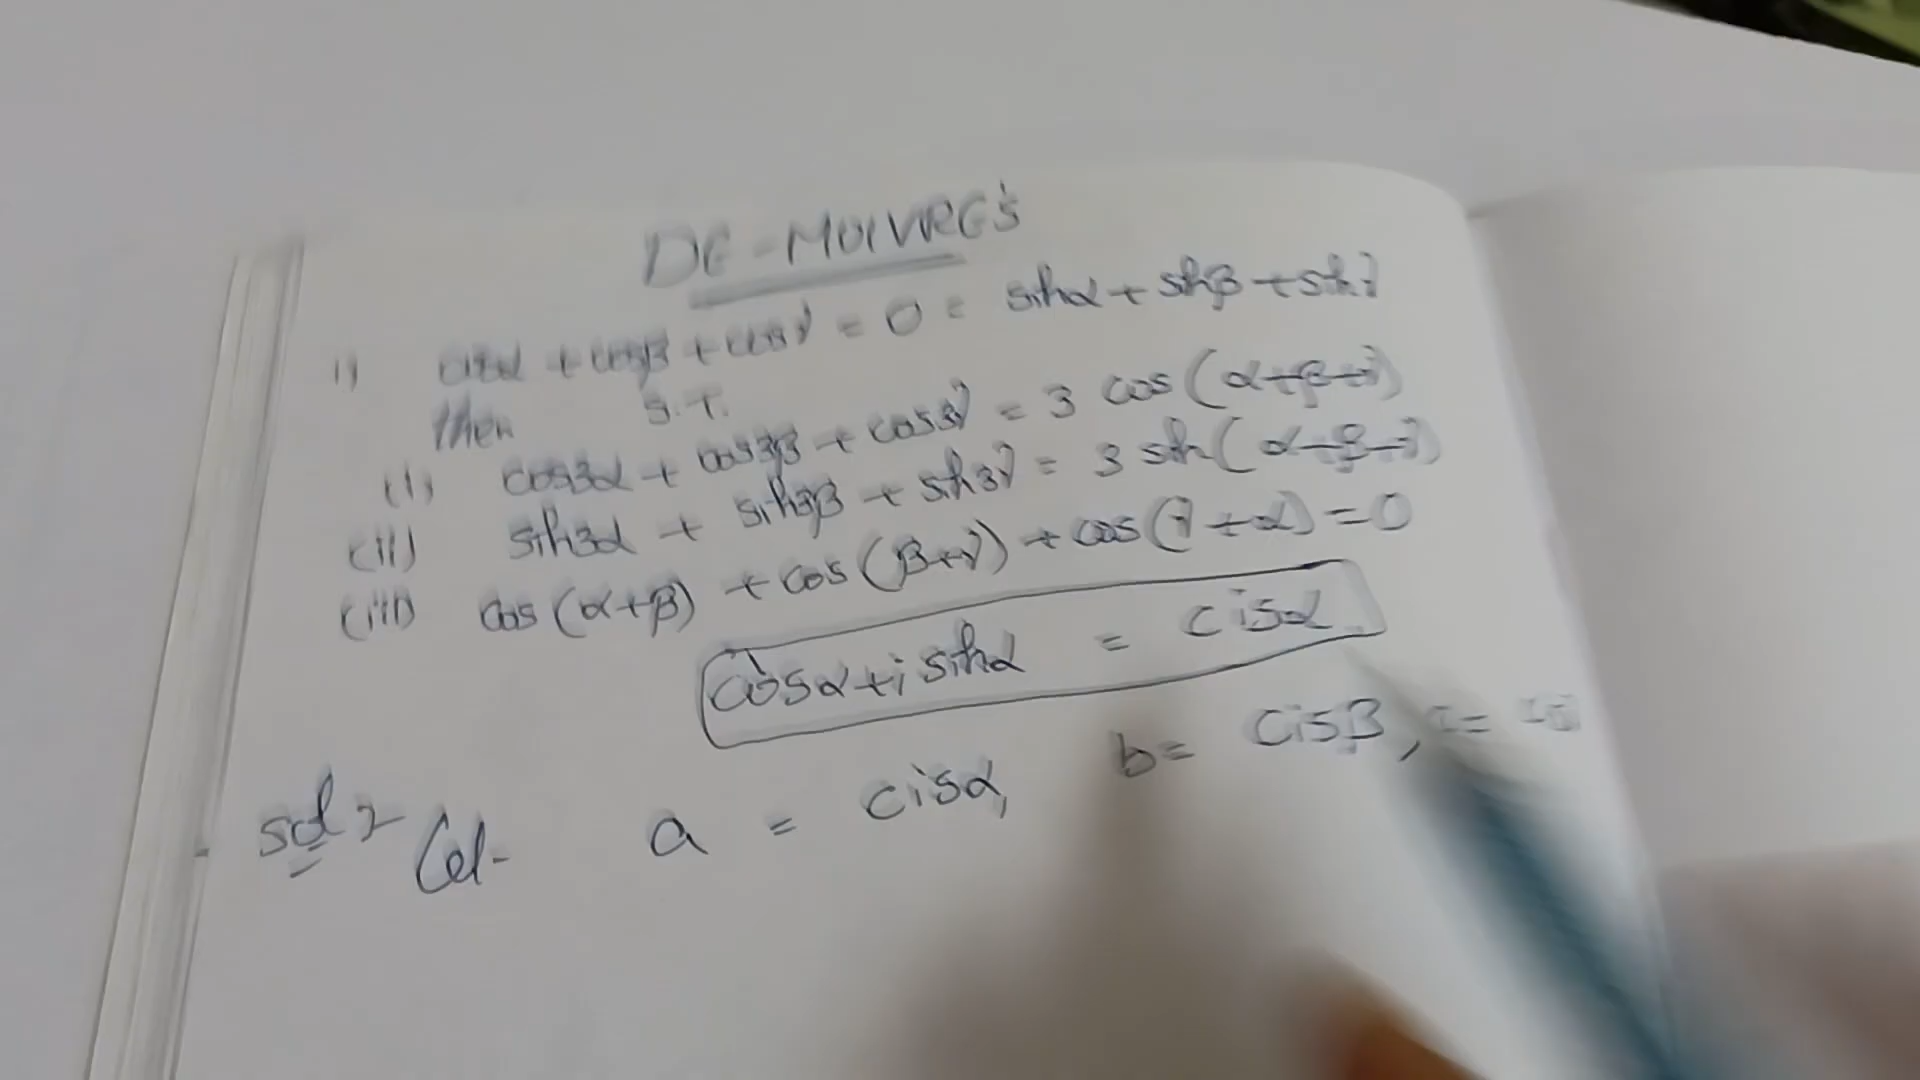 DE-MOIVRE'S
1) cosα + cosβ + cosγ = 0 = sinα + sinβ + sinγ
then S.T.
(i) cos3α + cos3β + cos3γ = 3 cos(α+β+γ)
(ii) sin3α + sin3β + sin3γ = 3 sin(α+β+γ)
(iii) cos(α+β) + cos(β+γ) + cos(γ+α) = 0
cosα + i sinα = cisα
sol: Let a = cisα, b = cisβ,